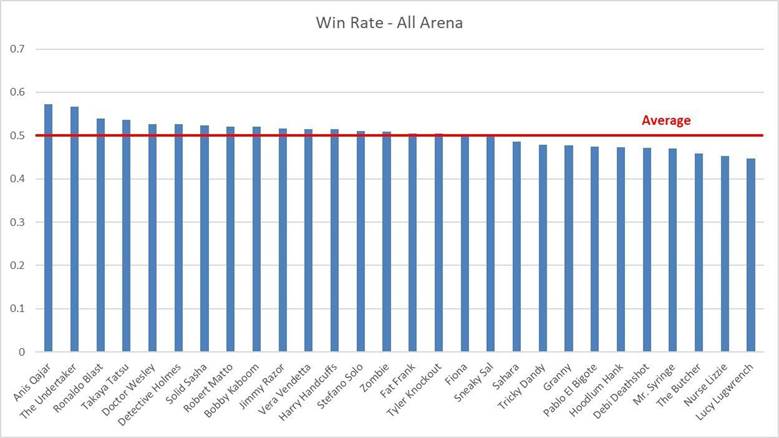 Win Rate - All Arena
0.7
0.6
0.5
0.4
0.3
0.2
0.1
0
Average
Anis Qajar
The Undertaker
Ronaldo Blast
Takaya Tatsu
Doctor Wesley
Detective Holmes
Solid Sasha
Robert Matto
Bobby Kaboom
Jimmy Razor
Vera Vendetta
Harry Handcuffs
Stefano Solo
Zombie
Fat Frank
Tyler Knockout
Fiona
Sneaky Sal
Sahara
Tricky Dandy
Granny
Pablo El Bigote
Hoodlum Hank
Debi Deathshot
Mr. Syringe
The Butcher
Nurse Lizzie
Lucy Lugwrench